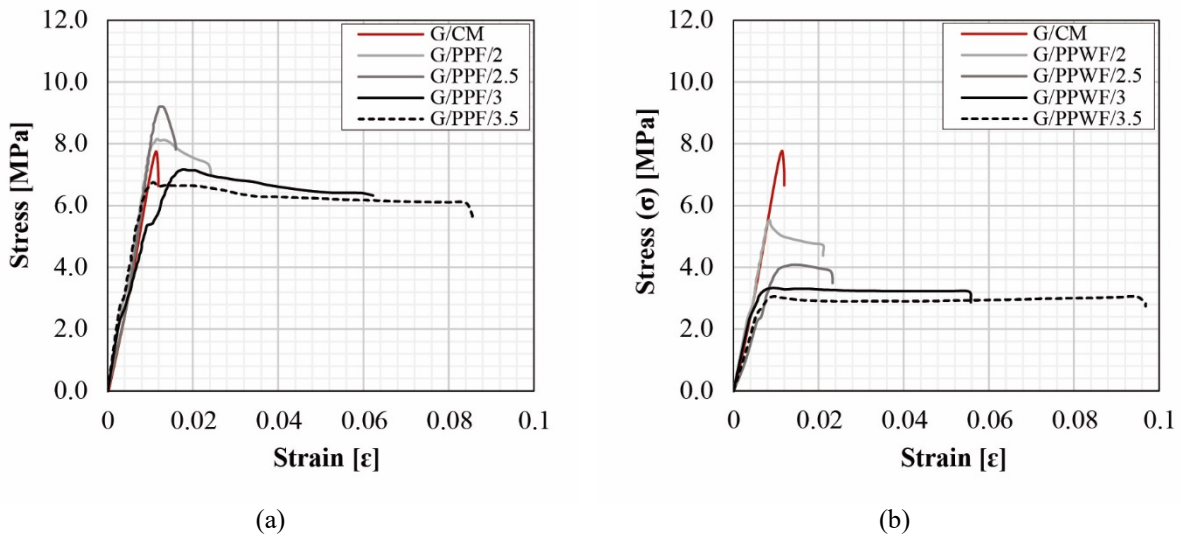 12.0
10.0
8.0
6.0
4.0
2.0
0.0
Stress [MPa]
G/CM
G/PPF/2
G/PPF/2.5
G/PPF/3
G/PPF/3.5
0
0.02
0.04
0.06
0.08
0.1
Strain [ε]
(a)
12.0
10.0
8.0
6.0
4.0
2.0
0.0
Stress (σ) [MPa]
G/CM
G/PPWF/2
G/PPWF/2.5
G/PPWF/3
G/PPWF/3.5
0
0.02
0.04
0.06
0.08
0.1
Strain [ε]
(b)